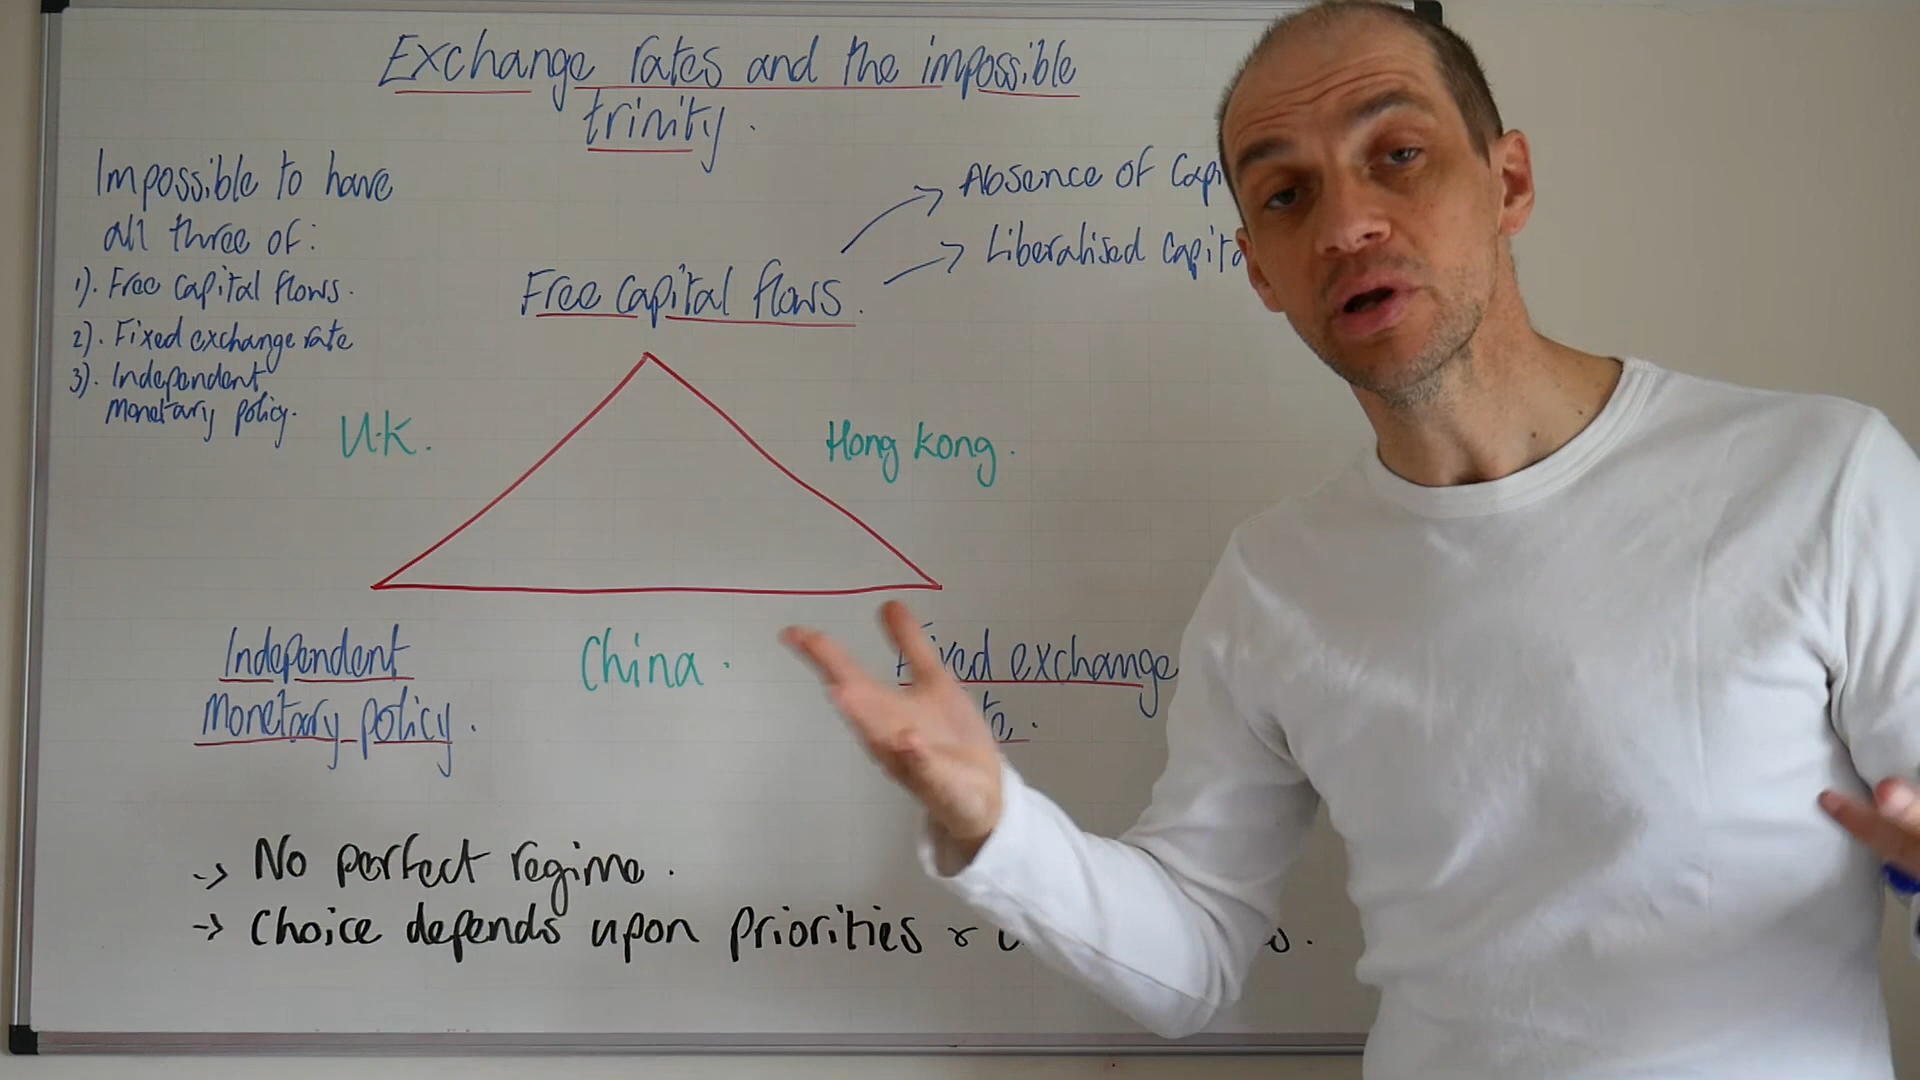 Exchange rates and the impossible
trinity.
Impossible to have
all three of:
1). Free capital flows.
2). Fixed exchange rate
3). Independent
monetary policy.
Absence of
Liberalised
Free capital flows.
U.K.
Hong Kong.
Independent
monetary policy.
China.
Fixed exchange
-> No perfect regime.
-> Choice depends upon priorities &